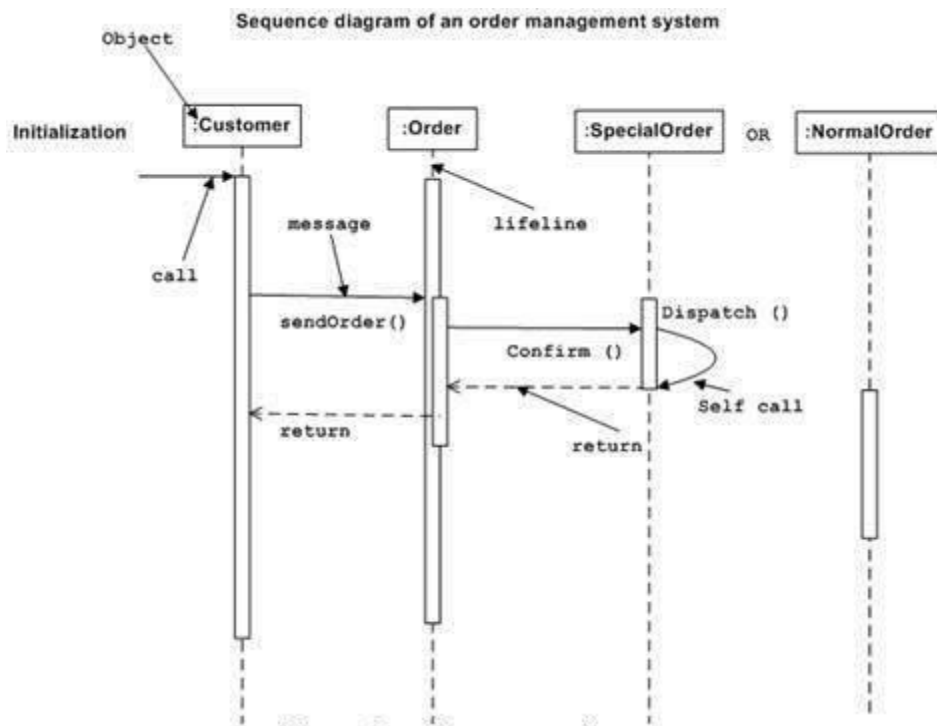 Sequence diagram of an order management system
Object
Initialization
:Customer
:Order
:SpecialOrder
OR
:NormalOrder
lifeline
message
call
sendOrder()
Dispatch ()
Confirm ()
Self call
return
return